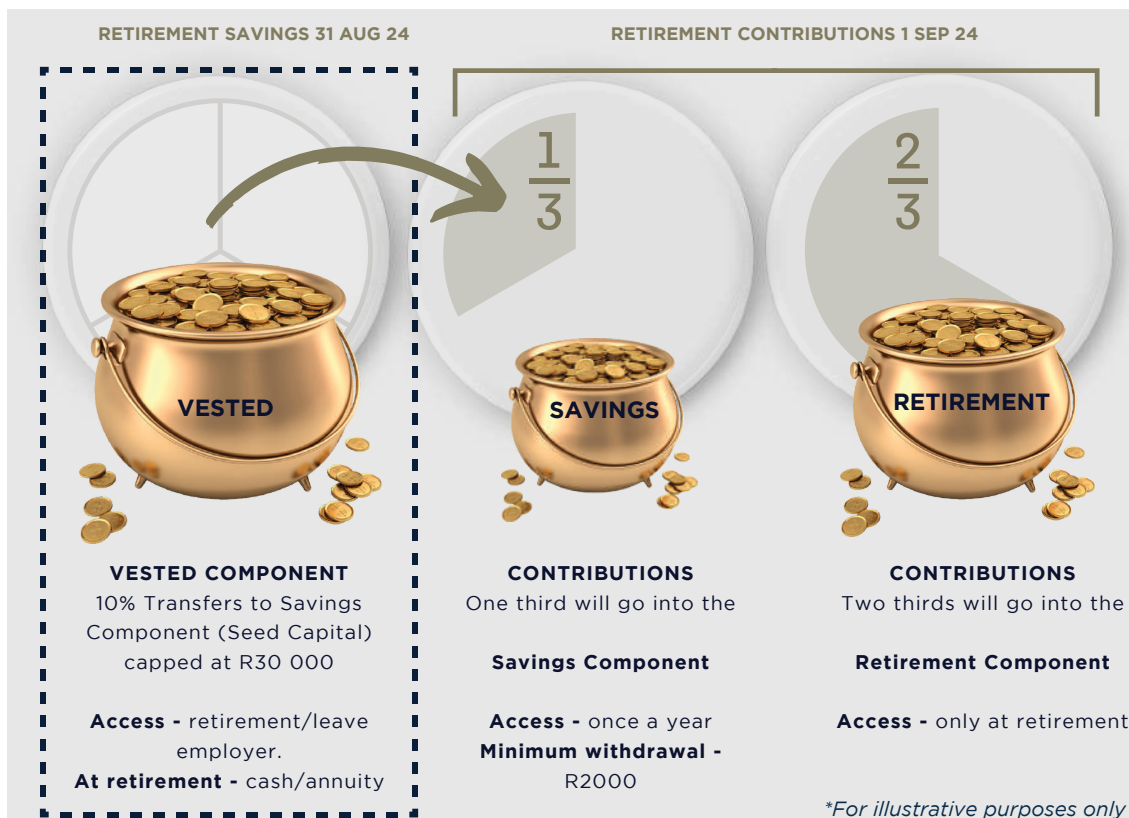 RETIREMENT SAVINGS 31 AUG 24
RETIREMENT CONTRIBUTIONS 1 SEP 24
1
3
2
3
VESTED
SAVINGS
RETIREMENT
VESTED COMPONENT
10% Transfers to Savings
Component (Seed Capital)
capped at R30 000
Access - retirement/leave
employer.
At retirement - cash/annuity
CONTRIBUTIONS
One third will go into the
Savings Component
Access - once a year
Minimum withdrawal -
R2000
CONTRIBUTIONS
Two thirds will go into the
Retirement Component
Access - only at retirement
*For illustrative purposes only